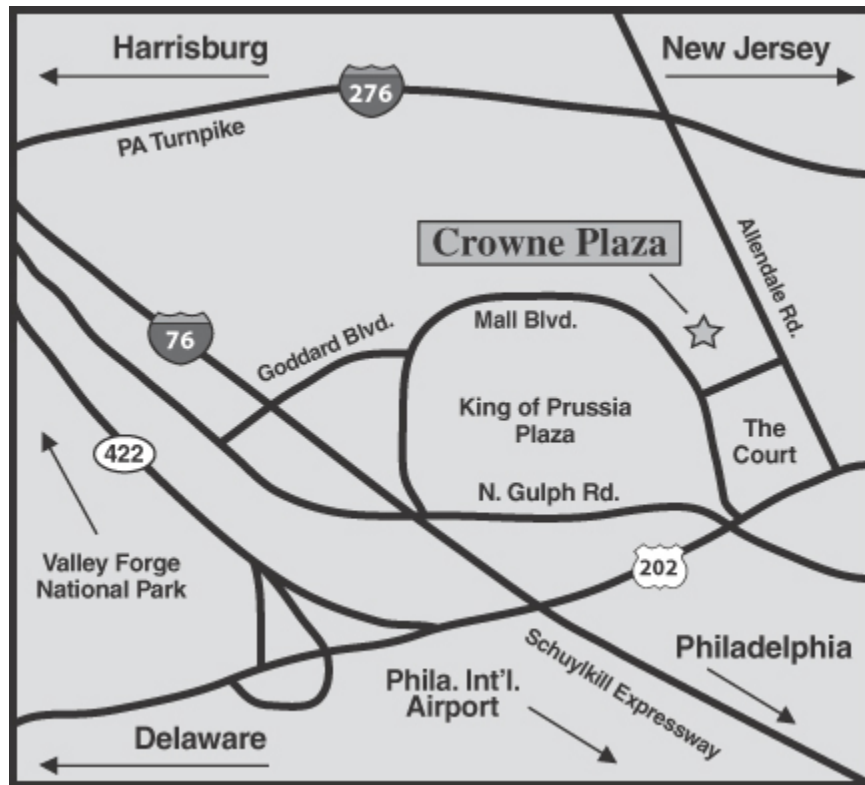 Harrisburg
New Jersey
276
PA Turnpike
Crowne Plaza
Allendale Rd.
76
Goddard Blvd.
Mall Blvd.
King of Prussia
Plaza
The
Court
422
N. Gulph Rd.
202
Valley Forge
National Park
Schuylkill Expressway
Philadelphia
Phila. Int'l.
Airport
Delaware